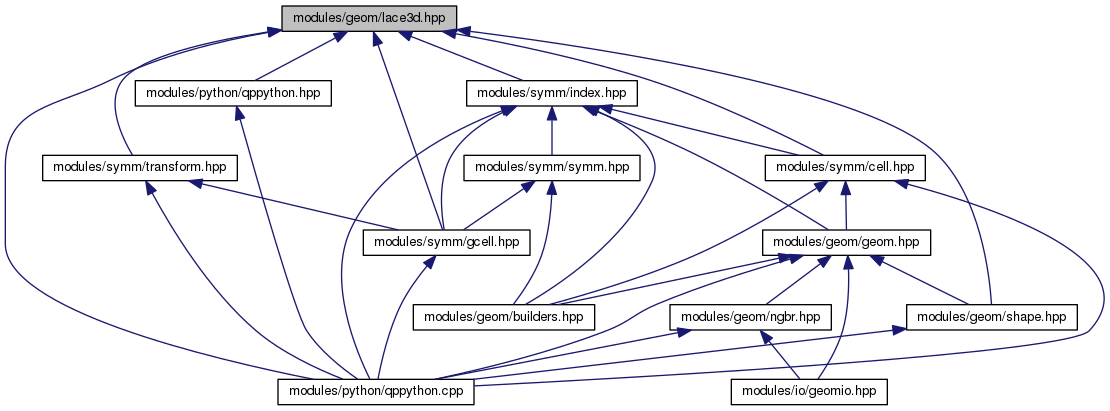 modules/geom/lace3d.hpp
modules/python/qppython.hpp
modules/symm/index.hpp
modules/symm/transform.hpp
modules/symm/symm.hpp
modules/symm/cell.hpp
modules/symm/gcell.hpp
modules/geom/geom.hpp
modules/geom/builders.hpp
modules/geom/ngbr.hpp
modules/geom/shape.hpp
modules/python/qppython.cpp
modules/io/geomio.hpp